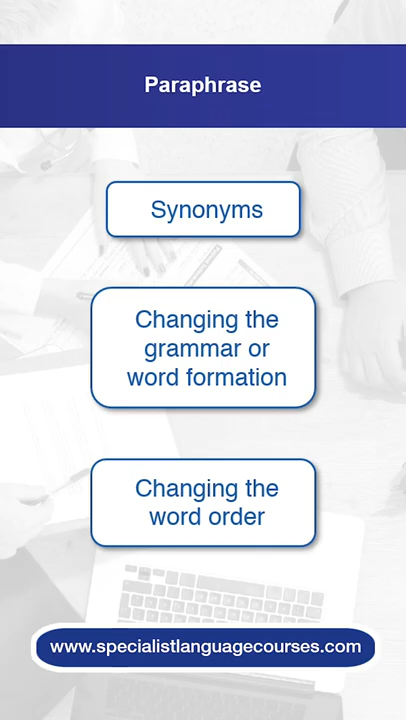 Paraphrase
Synonyms
Changing the
grammar or
word formation
Changing the
word order
www.specialistlanguagecourses.com